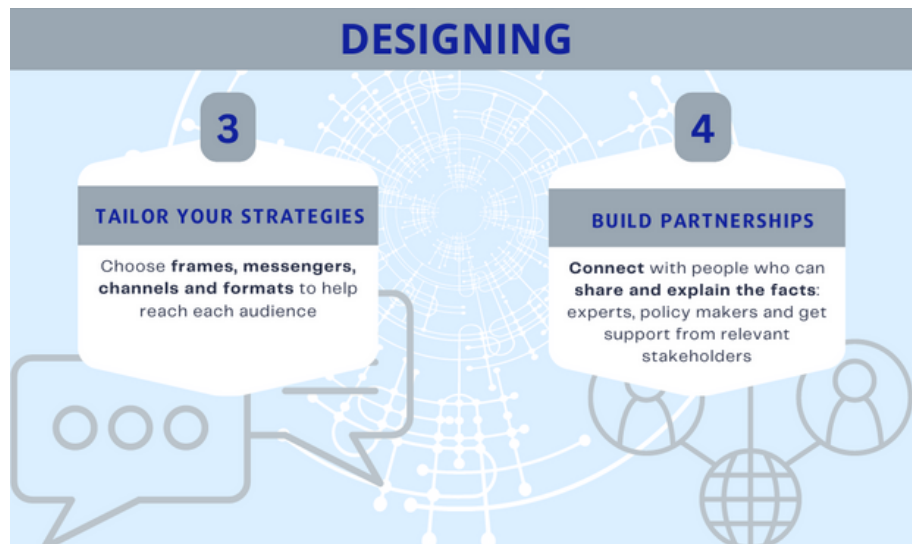 DESIGNING
3
TAILOR YOUR STRATEGIES
Choose frames, messengers,
channels and formats to help
reach each audience
4
BUILD PARTNERSHIPS
Connect with people who can
share and explain the facts:
experts, policy makers and get
support from relevant
stakeholders